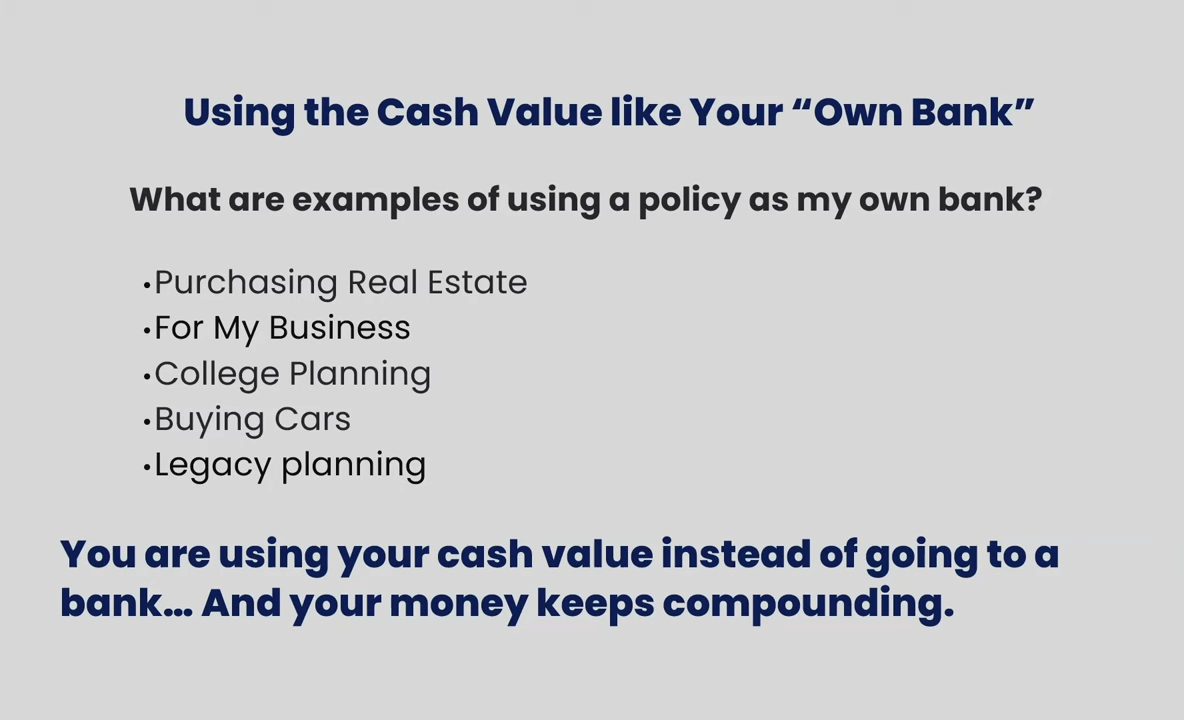 Using the Cash Value like Your “Own Bank”
What are examples of using a policy as my own bank?
•Purchasing Real Estate
•For My Business
•College Planning
•Buying Cars
•Legacy planning
You are using your cash value instead of going to a
bank... And your money keeps compounding.